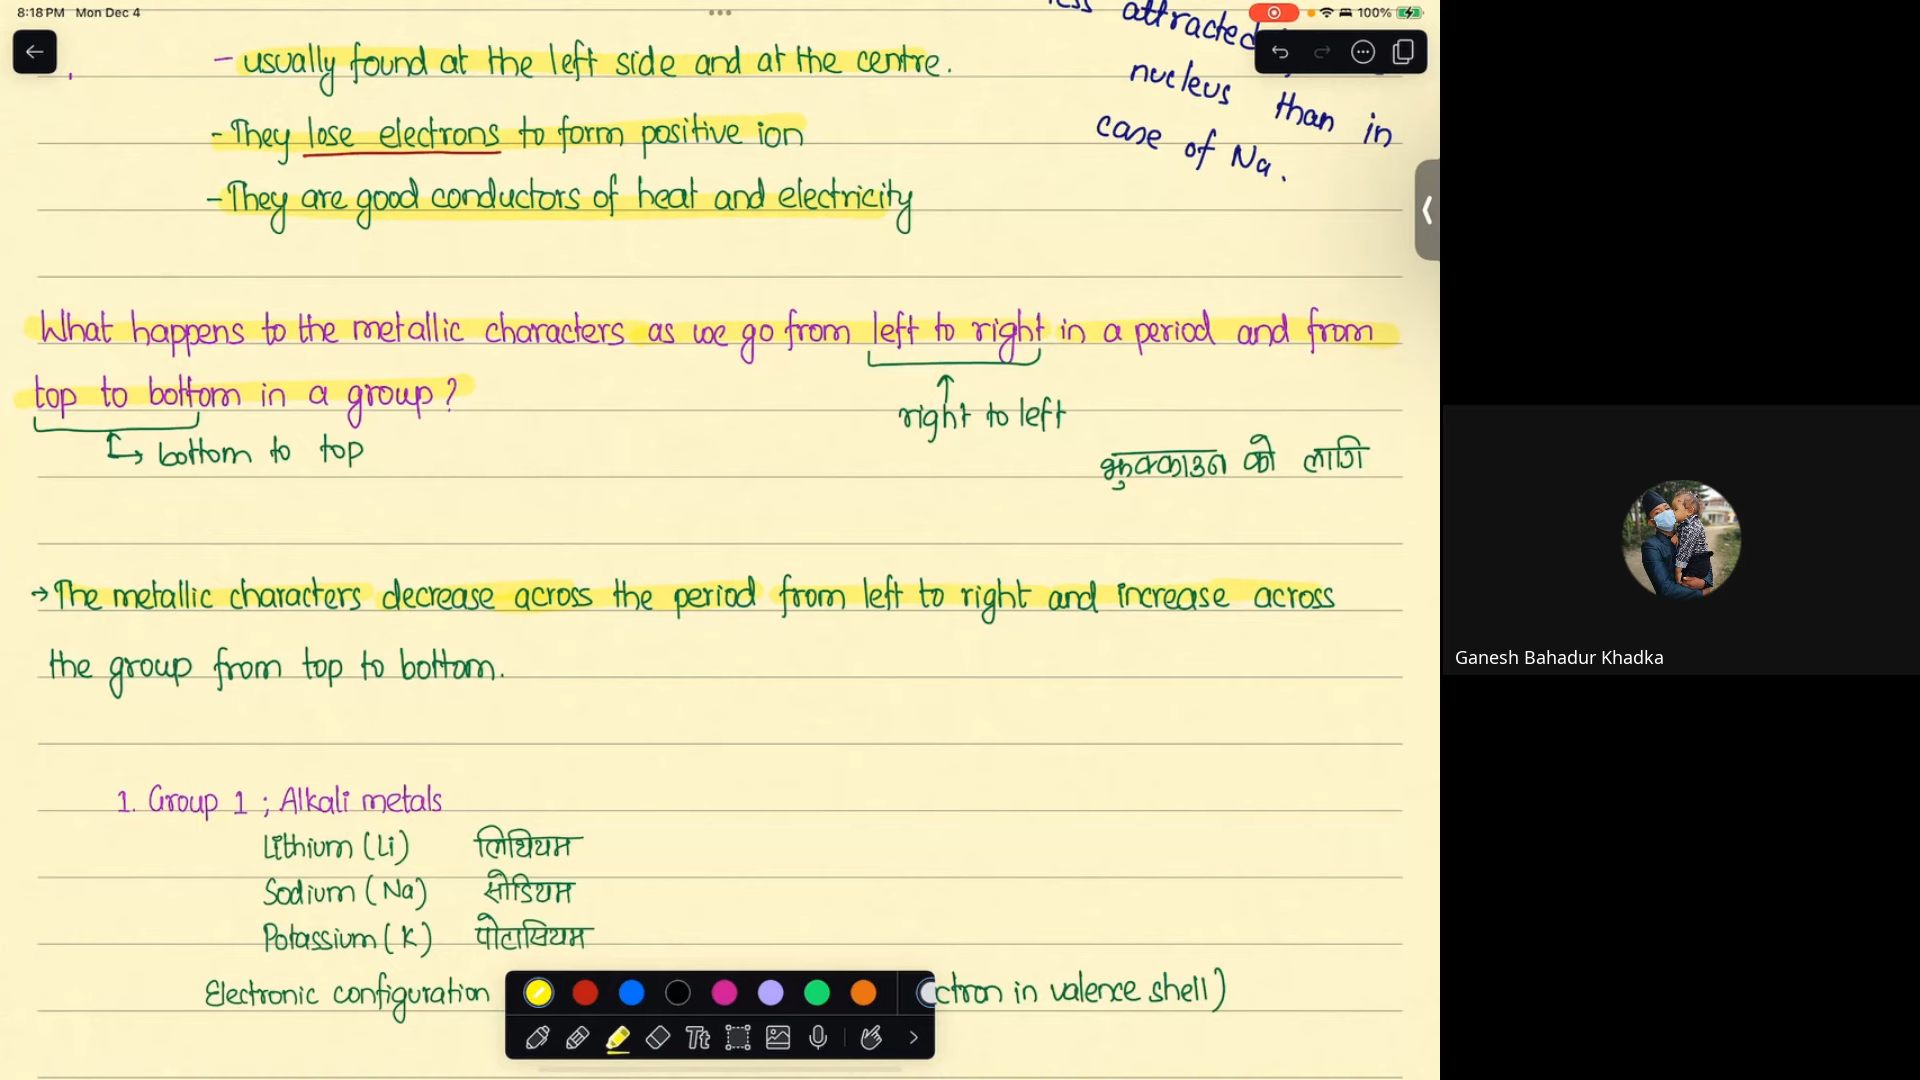 8:18 PM Mon Dec 4
100%
attracted
nucleus than in
case of Na.
- usually found at the left side and at the centre.
- They lose electrons to form positive ion
- They are good conductors of heat and electricity
What happens to the metallic characters as we go from left to right in a period and from
top to bottom in a group?
right to left
bottom to top
झुक्काउन को लागि
→ The metallic characters decrease across the period from left to right and increase across
the group from top to bottom.
1. Group 1 ; Alkali metals
Lithium (Li) लिथियम
Sodium (Na) सोडियम
Potassium (K) पोटासियम
Electronic configuration
ctron in valence shell)
Tt
Ganesh Bahadur Khadka